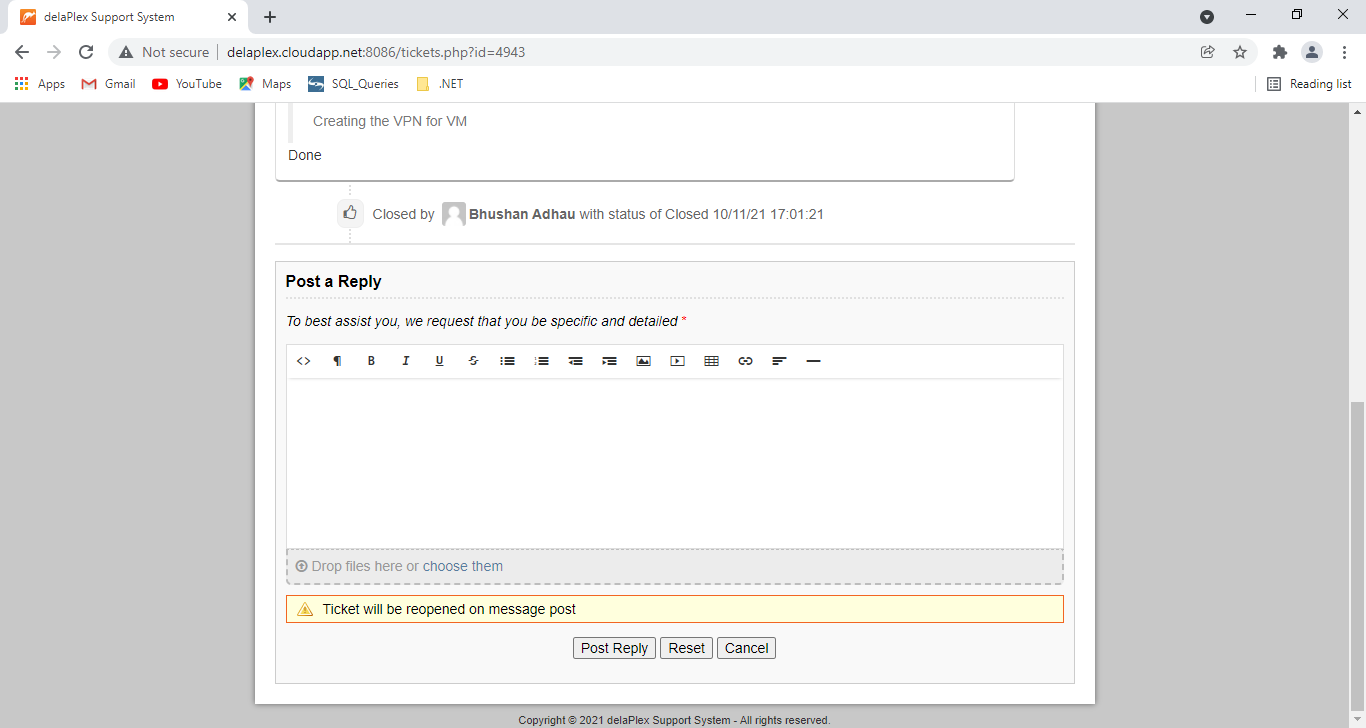 delaPlex Support System
Not secure delaplex.cloudapp.net:8086/tickets.php?id=4943
Apps Gmail YouTube Maps SQL_Queries .NET Reading list
Creating the VPN for VM
Done
Closed by Bhushan Adhau with status of Closed 10/11/21 17:01:21
Post a Reply
To best assist you, we request that you be specific and detailed *
<> ¶ B I U S
Drop files here or choose them
Ticket will be reopened on message post
Post Reply Reset Cancel
Copyright © 2021 delaPlex Support System - All rights reserved.